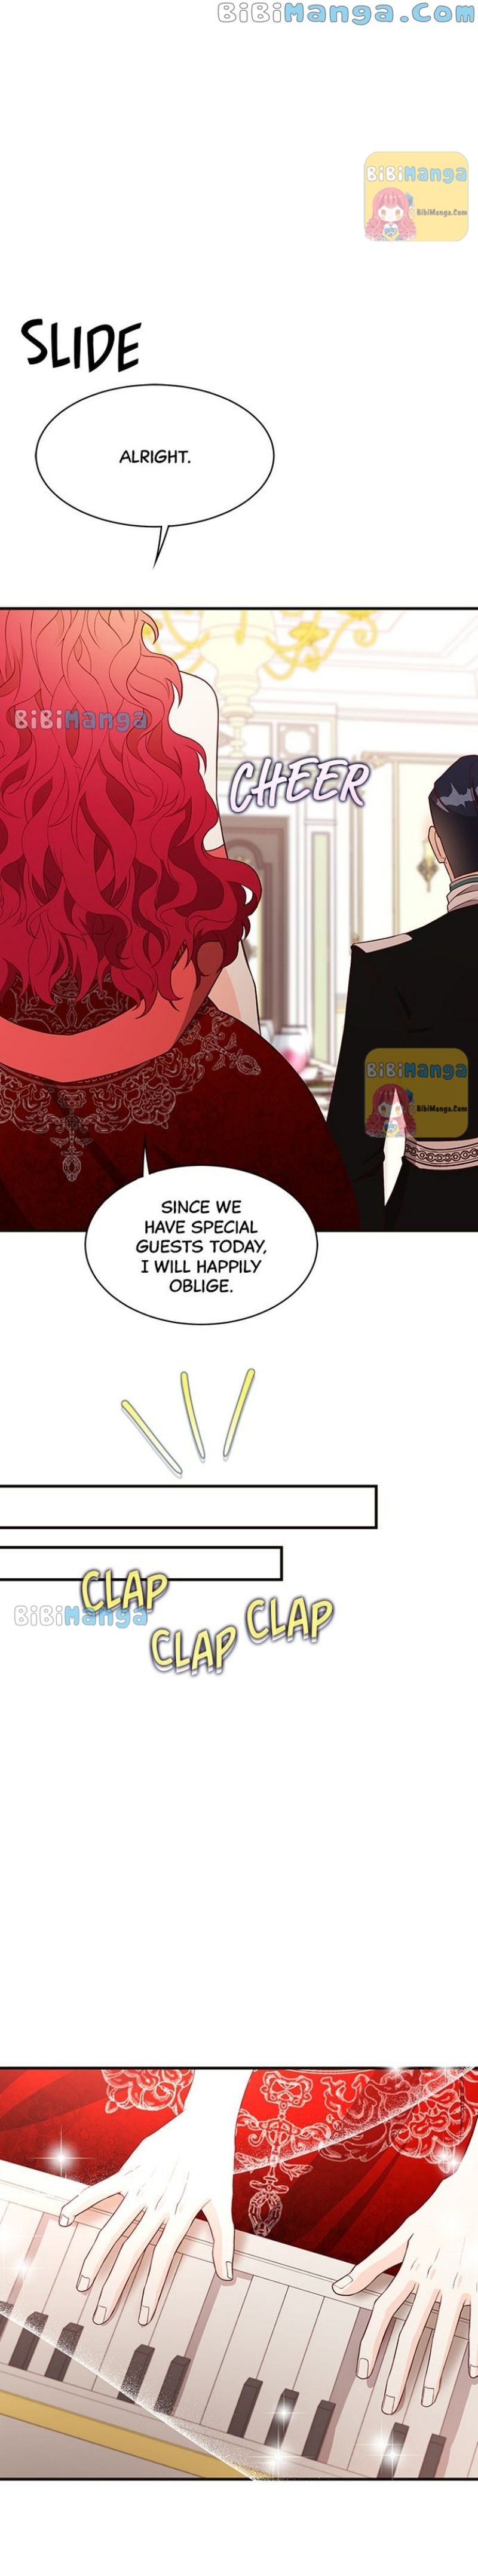 BiBiManga.Com
BiBiManga
BibiManga.Com
SLIDE
ALRIGHT.
BiBiManga
CHEER
BiBiManga
BibiManga.Com
SINCE WE
HAVE SPECIAL
GUESTS TODAY,
I WILL HAPPILY
OBLIGE.
CLAP
BiBiManga
CLAP
CLAP